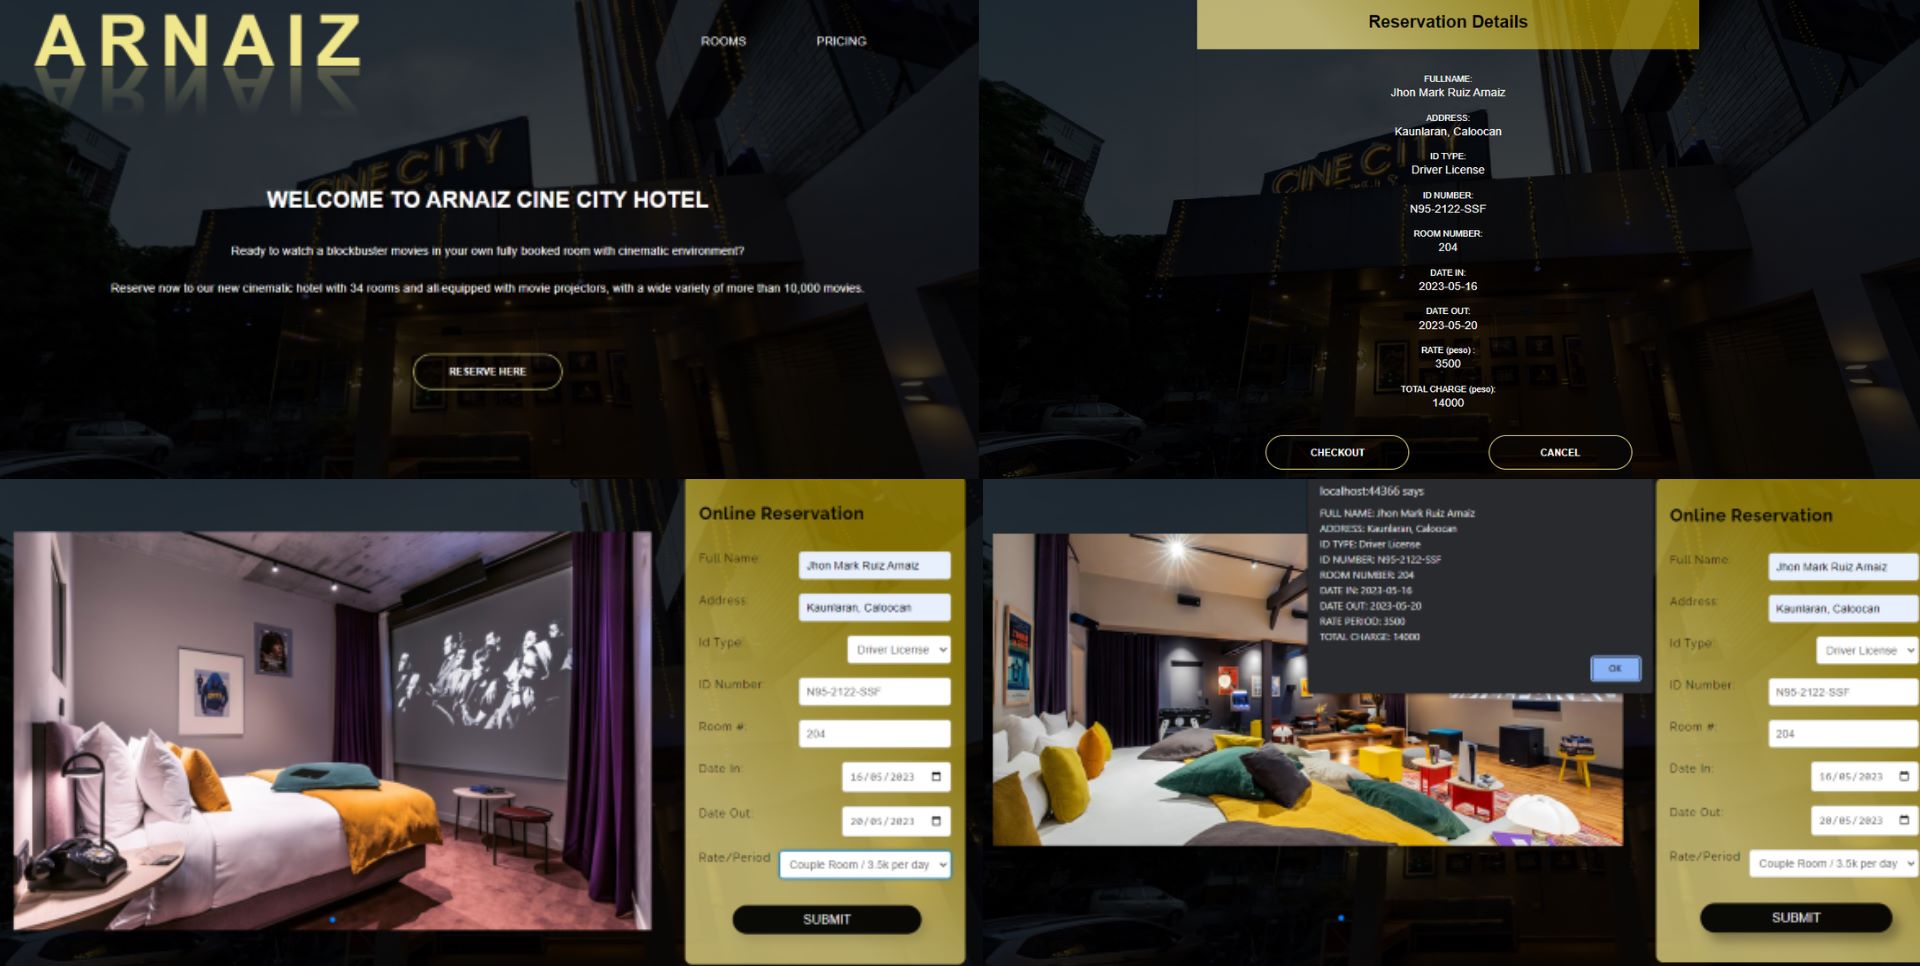 ARNAIZ
ROOMS
PRICING
CINE CITY
WELCOME TO ARNAIZ CINE CITY HOTEL
Ready to watch a blockbuster movies in your own fully booked room with cinematic environment?
Reserve now to our new cinematic hotel with 34 rooms and all equipped with movie projectors, with a wide variety of more than 10,000 movies.
RESERVE HERE
Reservation Details
CINE CITY
FULLNAME:
Jhon Mark Ruiz Arnaiz
ADDRESS:
Kaunlaran, Caloocan
ID TYPE:
Driver License
ID NUMBER:
N95-2122-SSF
ROOM NUMBER:
204
DATE IN:
2023-05-16
DATE OUT:
2023-05-20
RATE (peso) :
3500
TOTAL CHARGE (peso):
14000
CHECKOUT
CANCEL
Online Reservation
Full Name:
Jhon Mark Ruiz Arnaiz
Address:
Kaunlaran, Caloocan
Id Type:
Driver License
ID Number:
N95-2122-SSF
Room #:
204
Date In:
16/05/2023
Date Out:
20/05/2023
Rate/Period
Couple Room / 3.5k per day
SUBMIT
localhost:44366 says
FULL NAME: Jhon Mark Ruiz Arnaiz
ADDRESS: Kaunlaran, Caloocan
ID TYPE: Driver License
ID NUMBER: N95-2122-SSF
ROOM NUMBER: 204
DATE IN: 2023-05-16
DATE OUT: 2023-05-20
RATE PERIOD: 3500
TOTAL CHARGE: 14000
OK
Online Reservation
Full Name:
Jhon Mark Ruiz Arnaiz
Address:
Kaunlaran, Caloocan
Id Type:
Driver License
ID Number:
N95-2122-SSF
Room #:
204
Date In:
16/05/2023
Date Out:
20/05/2023
Rate/Period
Couple Room / 3.5k per day
SUBMIT